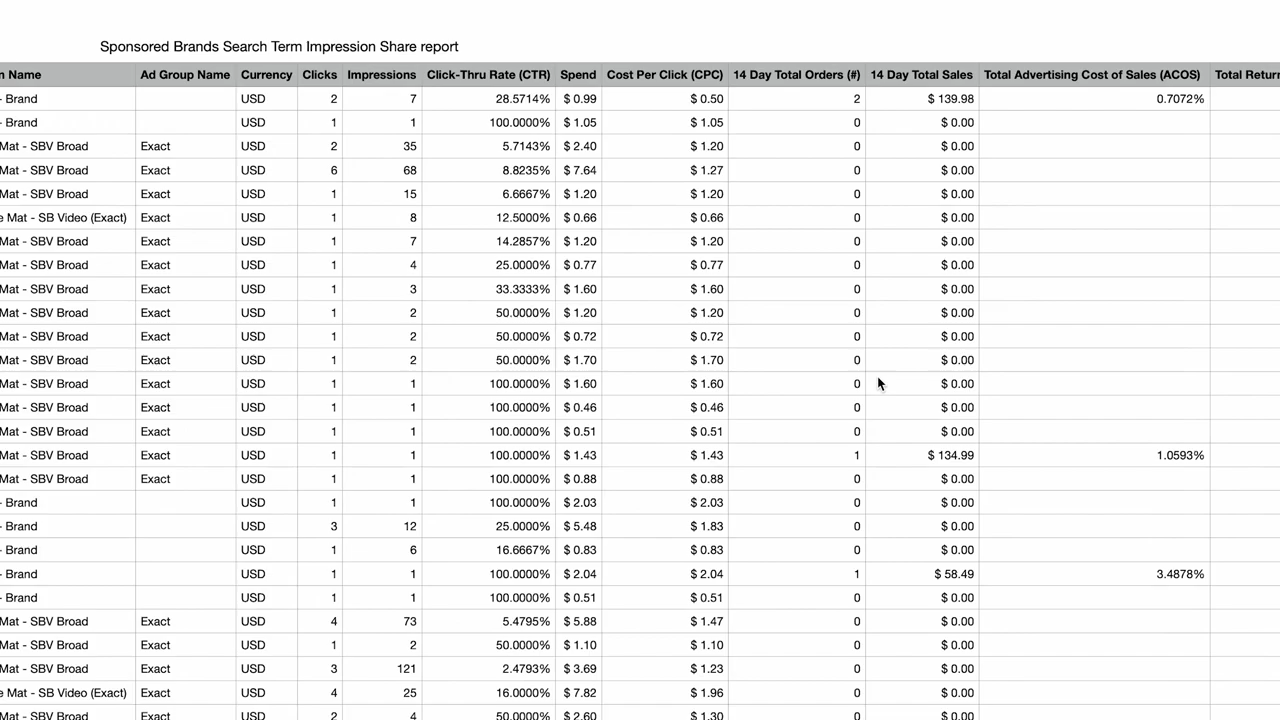 Sponsored Brands Search Term Impression Share report
n Name Ad Group Name Currency Clicks Impressions Click-Thru Rate (CTR) Spend Cost Per Click (CPC) 14 Day Total Orders (#) 14 Day Total Sales Total Advertising Cost of Sales (ACOS) Total Return
- Brand USD 2 7 28.5714% $ 0.99 $ 0.50 2 $ 139.98 0.7072%
- Brand USD 1 1 100.0000% $ 1.05 $ 1.05 0 $ 0.00
Mat - SBV Broad Exact USD 2 35 5.7143% $ 2.40 $ 1.20 0 $ 0.00
Mat - SBV Broad Exact USD 6 68 8.8235% $ 7.64 $ 1.27 0 $ 0.00
Mat - SBV Broad Exact USD 1 15 6.6667% $ 1.20 $ 1.20 0 $ 0.00
e Mat - SB Video (Exact) Exact USD 1 8 12.5000% $ 0.66 $ 0.66 0 $ 0.00
Mat - SBV Broad Exact USD 1 7 14.2857% $ 1.20 $ 1.20 0 $ 0.00
Mat - SBV Broad Exact USD 1 4 25.0000% $ 0.77 $ 0.77 0 $ 0.00
Mat - SBV Broad Exact USD 1 3 33.3333% $ 1.60 $ 1.60 0 $ 0.00
Mat - SBV Broad Exact USD 1 2 50.0000% $ 1.20 $ 1.20 0 $ 0.00
Mat - SBV Broad Exact USD 1 2 50.0000% $ 0.72 $ 0.72 0 $ 0.00
Mat - SBV Broad Exact USD 1 2 50.0000% $ 1.70 $ 1.70 0 $ 0.00
Mat - SBV Broad Exact USD 1 1 100.0000% $ 1.60 $ 1.60 0 $ 0.00
Mat - SBV Broad Exact USD 1 1 100.0000% $ 0.46 $ 0.46 0 $ 0.00
Mat - SBV Broad Exact USD 1 1 100.0000% $ 0.51 $ 0.51 0 $ 0.00
Mat - SBV Broad Exact USD 1 1 100.0000% $ 1.43 $ 1.43 1 $ 134.99 1.0593%
Mat - SBV Broad Exact USD 1 1 100.0000% $ 0.88 $ 0.88 0 $ 0.00
- Brand USD 1 1 100.0000% $ 2.03 $ 2.03 0 $ 0.00
- Brand USD 3 12 25.0000% $ 5.48 $ 1.83 0 $ 0.00
- Brand USD 1 6 16.6667% $ 0.83 $ 0.83 0 $ 0.00
- Brand USD 1 1 100.0000% $ 2.04 $ 2.04 1 $ 58.49 3.4878%
- Brand USD 1 1 100.0000% $ 0.51 $ 0.51 0 $ 0.00
Mat - SBV Broad Exact USD 4 73 5.4795% $ 5.88 $ 1.47 0 $ 0.00
Mat - SBV Broad Exact USD 1 2 50.0000% $ 1.10 $ 1.10 0 $ 0.00
Mat - SBV Broad Exact USD 3 121 2.4793% $ 3.69 $ 1.23 0 $ 0.00
e Mat - SB Video (Exact) Exact USD 4 25 16.0000% $ 7.82 $ 1.96 0 $ 0.00
Mat - SBV Broad Exact USD 2 4 50.0000% $ 2.60 $ 1.30 0 $ 0.00